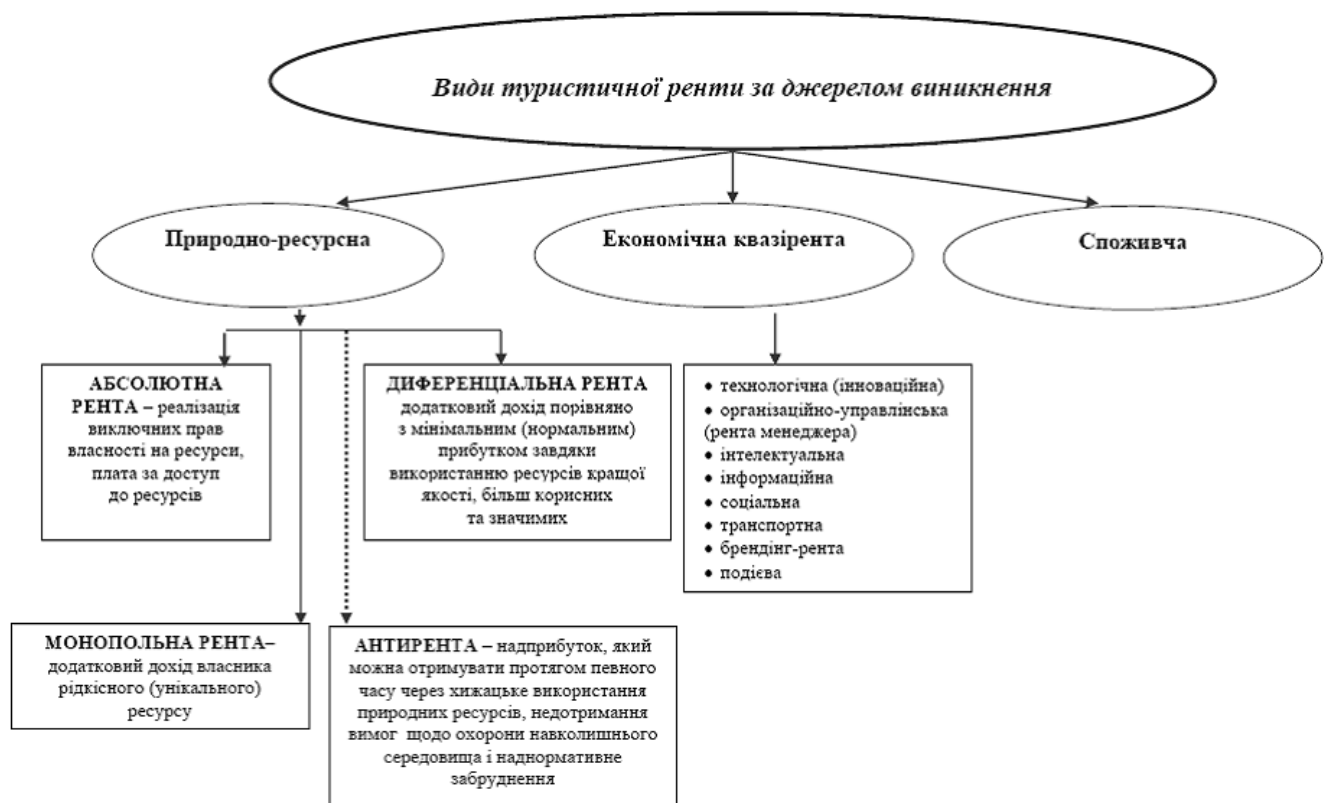 Види туристичної ренти за джерелом виникнення
Природно-ресурсна
Економічна квазірента
Споживча
АБСОЛЮТНА
РЕНТА – реалізація
виключних прав
власності на ресурси,
плата за доступ
до ресурсів
ДИФЕРЕНЦІАЛЬНА РЕНТА
додатковий дохід порівняно
з мінімальним (нормальним)
прибутком завдяки
використанню ресурсів кращої
якості, більш корисних
та значимих
• технологічна (інноваційна)
• організаційно-управлінська
(рента менеджера)
• інтелектуальна
• інформаційна
• соціальна
• транспортна
• брендінг-рента
• подієва
МОНОПОЛЬНА РЕНТА–
додатковий дохід власника
рідкісного (унікального)
ресурсу
АНТИРЕНТА – надприбуток, який
можна отримувати протягом певного
часу через хижацьке використання
природних ресурсів, недотримання
вимог щодо охорони навколишнього
середовища і наднормативне
забруднення